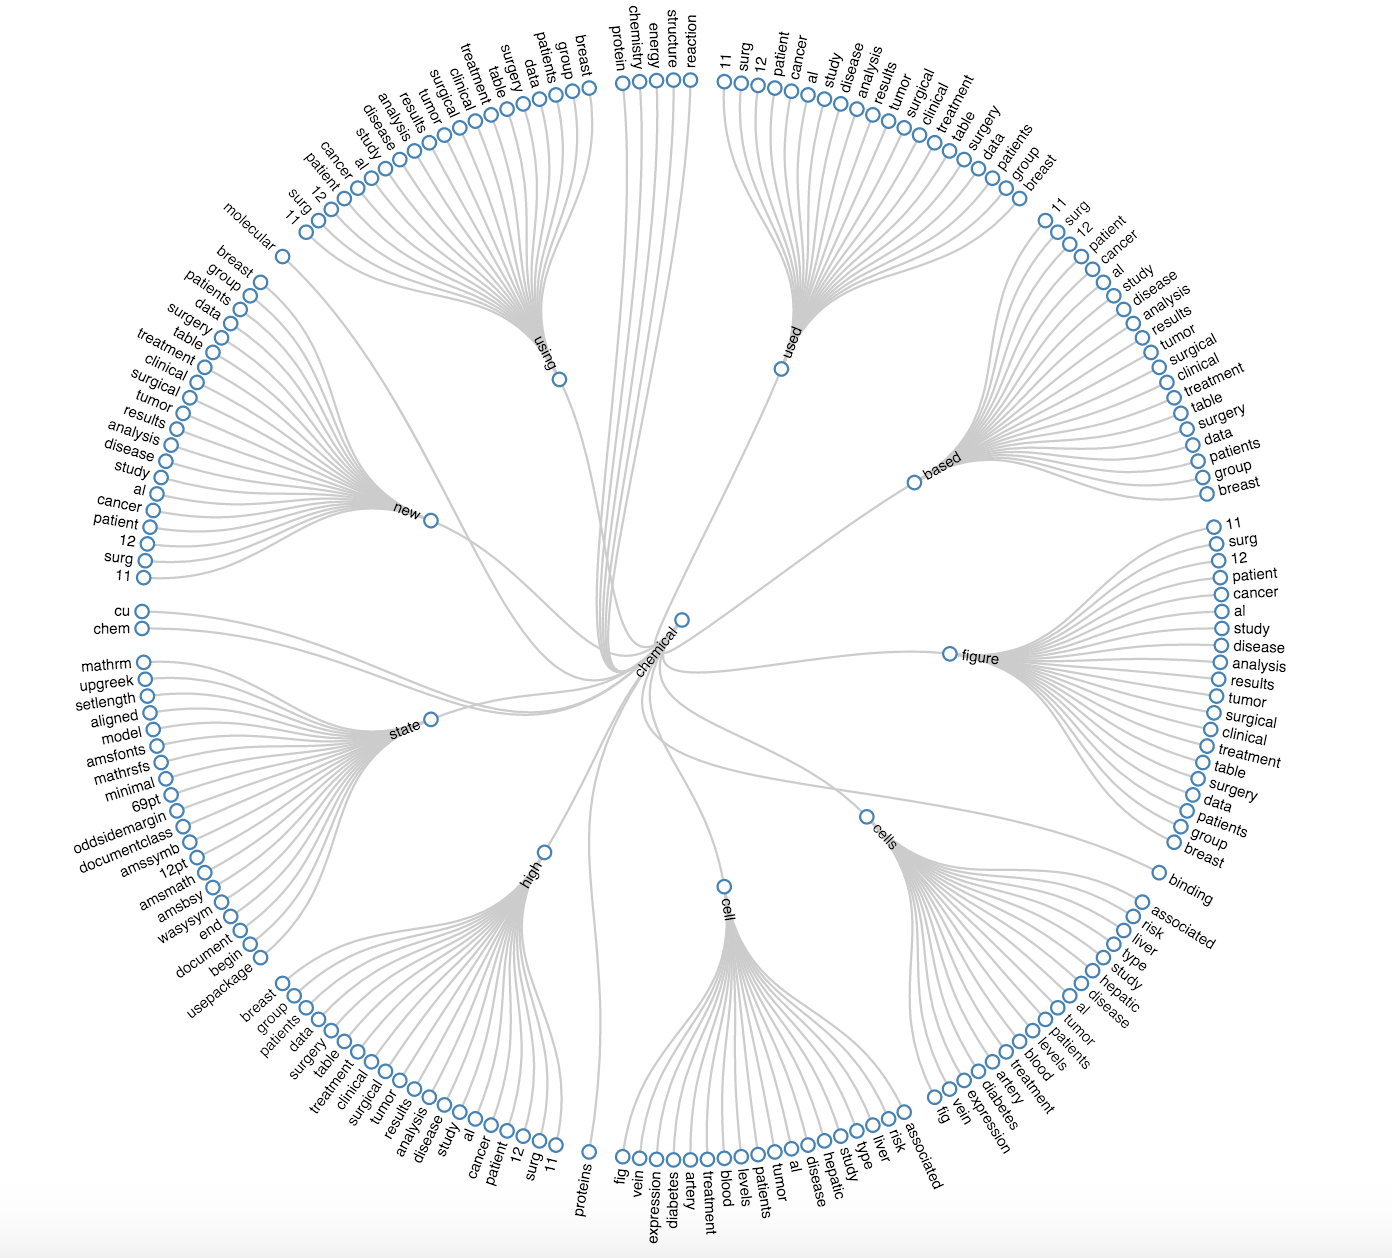 chemical
protein
chemistry
energy
structure
reaction
used
11
surg
12
patient
cancer
al
study
disease
analysis
results
tumor
surgical
clinical
treatment
table
surgery
data
patients
group
breast
based
11
surg
12
patient
cancer
al
study
disease
analysis
results
tumor
surgical
clinical
treatment
table
surgery
data
patients
group
breast
figure
11
surg
12
patient
cancer
al
study
disease
analysis
results
tumor
surgical
clinical
treatment
table
surgery
data
patients
group
breast
binding
cells
associated
risk
liver
type
study
hepatic
disease
al
tumor
patients
levels
blood
treatment
artery
diabetes
expression
vein
fig
cell
associated
risk
liver
type
study
hepatic
disease
al
tumor
patients
levels
blood
treatment
artery
diabetes
expression
vein
fig
proteins
high
11
surg
12
patient
cancer
al
study
disease
analysis
results
tumor
surgical
clinical
treatment
table
surgery
data
patients
group
breast
state
usepackage
begin
document
end
wasysym
amsbsy
amsmath
12pt
amssymb
documentclass
oddsidemargin
69pt
minimal
mathrsfs
amsfonts
model
aligned
setlength
upgreek
mathrm
chem
cu
new
11
surg
12
patient
cancer
al
study
disease
analysis
results
tumor
surgical
clinical
treatment
table
surgery
data
patients
group
breast
molecular
using
11
surg
12
patient
cancer
al
study
disease
analysis
results
tumor
surgical
clinical
treatment
table
surgery
data
patients
group
breast